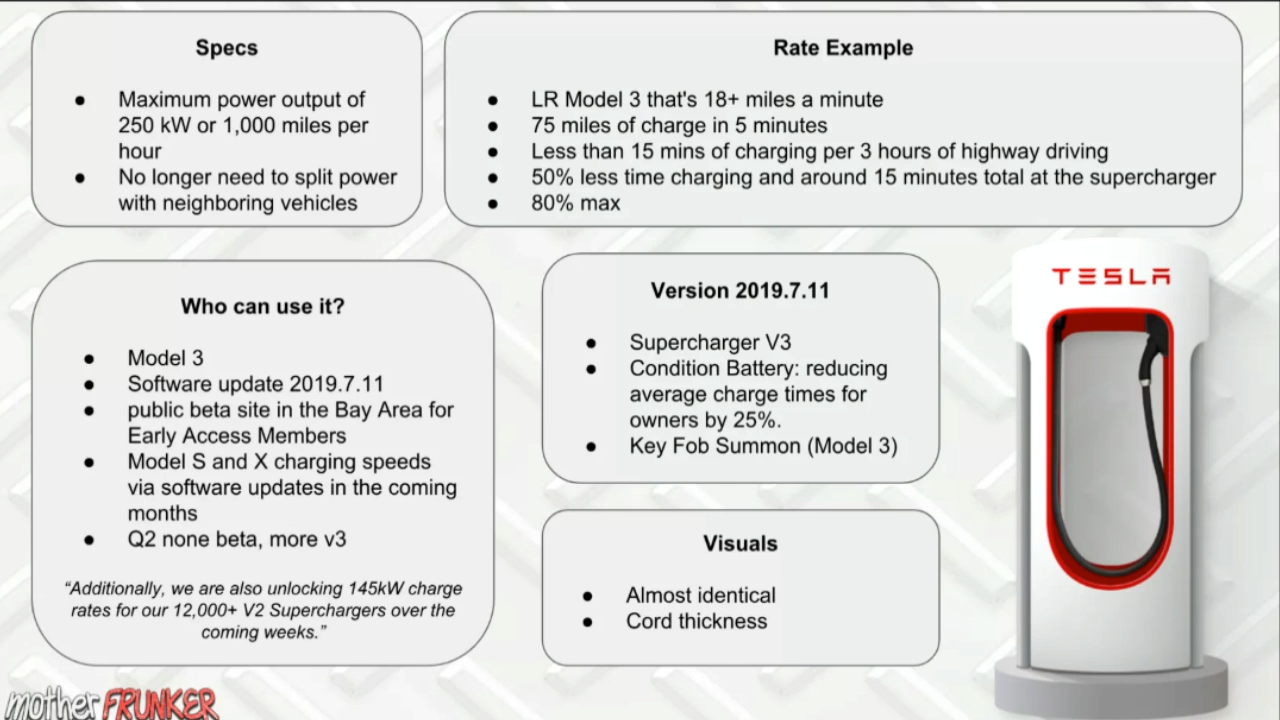 Specs
● Maximum power output of
250 kW or 1,000 miles per
hour
● No longer need to split power
with neighboring vehicles
Rate Example
● LR Model 3 that's 18+ miles a minute
● 75 miles of charge in 5 minutes
● Less than 15 mins of charging per 3 hours of highway driving
● 50% less time charging and around 15 minutes total at the supercharger
● 80% max
Who can use it?
● Model 3
● Software update 2019.7.11
● public beta site in the Bay Area for
Early Access Members
● Model S and X charging speeds
via software updates in the coming
months
● Q2 none beta, more v3
“Additionally, we are also unlocking 145kW charge
rates for our 12,000+ V2 Superchargers over the
coming weeks.”
Version 2019.7.11
● Supercharger V3
● Condition Battery: reducing
average charge times for
owners by 25%.
● Key Fob Summon (Model 3)
Visuals
● Almost identical
● Cord thickness
TESLA
mother FRUNKER